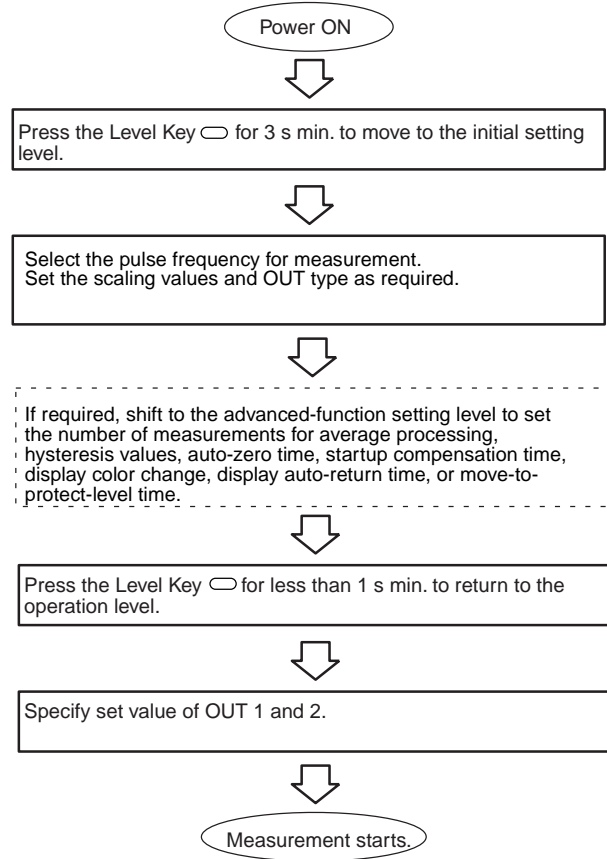 Power ON
Press the Level Key for 3 s min. to move to the initial setting
level.
Select the pulse frequency for measurement.
Set the scaling values and OUT type as required.
If required, shift to the advanced-function setting level to set
the number of measurements for average processing,
hysteresis values, auto-zero time, startup compensation time,
display color change, display auto-return time, or move-to-
protect-level time.
Press the Level Key for less than 1 s min. to return to the
operation level.
Specify set value of OUT 1 and 2.
Measurement starts.